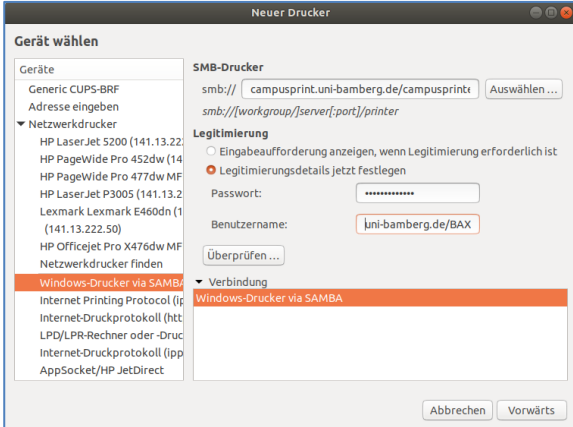 Neuer Drucker
Gerät wählen
Geräte
Generic CUPS-BRF
Adresse eingeben
Netzwerkdrucker
HP LaserJet 5200 (141.13.22
HP PageWide Pro 452dw (14
HP PageWide Pro 477dw MF
HP LaserJet P3005 (141.13.2
Lexmark Lexmark E460dn (1
(141.13.222.50)
HP Officejet Pro X476dw MF
Netzwerkdrucker finden
Windows-Drucker via SAMBA
Internet Printing Protocol (ip
Internet-Druckprotokoll (htt
LPD/LPR-Rechner oder -Druc
Internet-Druckprotokoll (ipp
AppSocket/HP JetDirect
SMB-Drucker
smb:// campusprint.uni-bamberg.de/campusprinte Auswählen ...
smb://[workgroup/]server[:port]/printer
Legitimierung
Eingabeaufforderung anzeigen, wenn Legitimierung erforderlich ist
Legitimierungsdetails jetzt festlegen
Passwort: •••••••••••••
Benutzername: uni-bamberg.de/BAX
Überprüfen ...
Verbindung
Windows-Drucker via SAMBA
Abbrechen Vorwärts